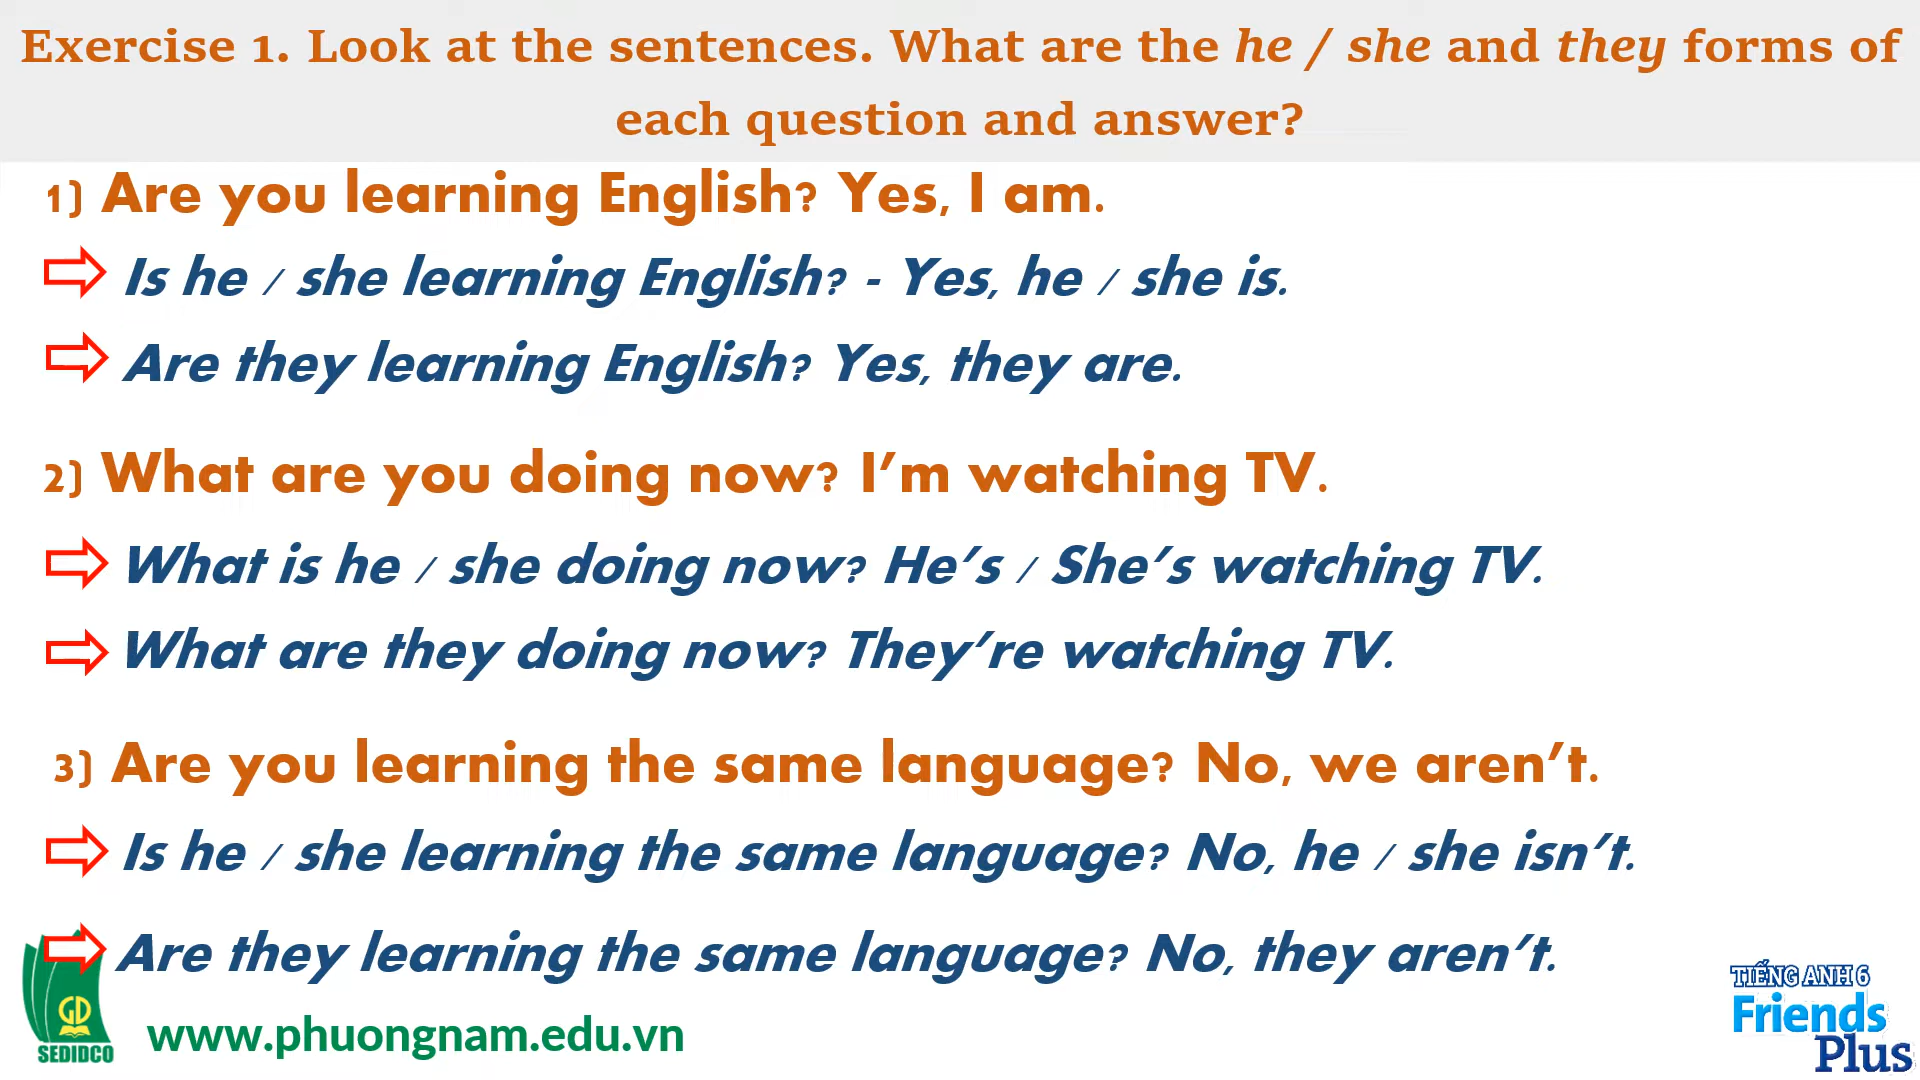 Exercise 1. Look at the sentences. What are the he / she and they forms of
each question and answer?
1) Are you learning English? Yes, I am.
Is he / she learning English? - Yes, he / she is.
Are they learning English? Yes, they are.
2) What are you doing now? I’m watching TV.
What is he / she doing now? He’s / She’s watching TV.
What are they doing now? They’re watching TV.
3) Are you learning the same language? No, we aren’t.
Is he / she learning the same language? No, he / she isn’t.
Are they learning the same language? No, they aren’t.
GD
SEDIDCO
www.phuongnam.edu.vn
TIẾNG ANH 6
Friends
Plus